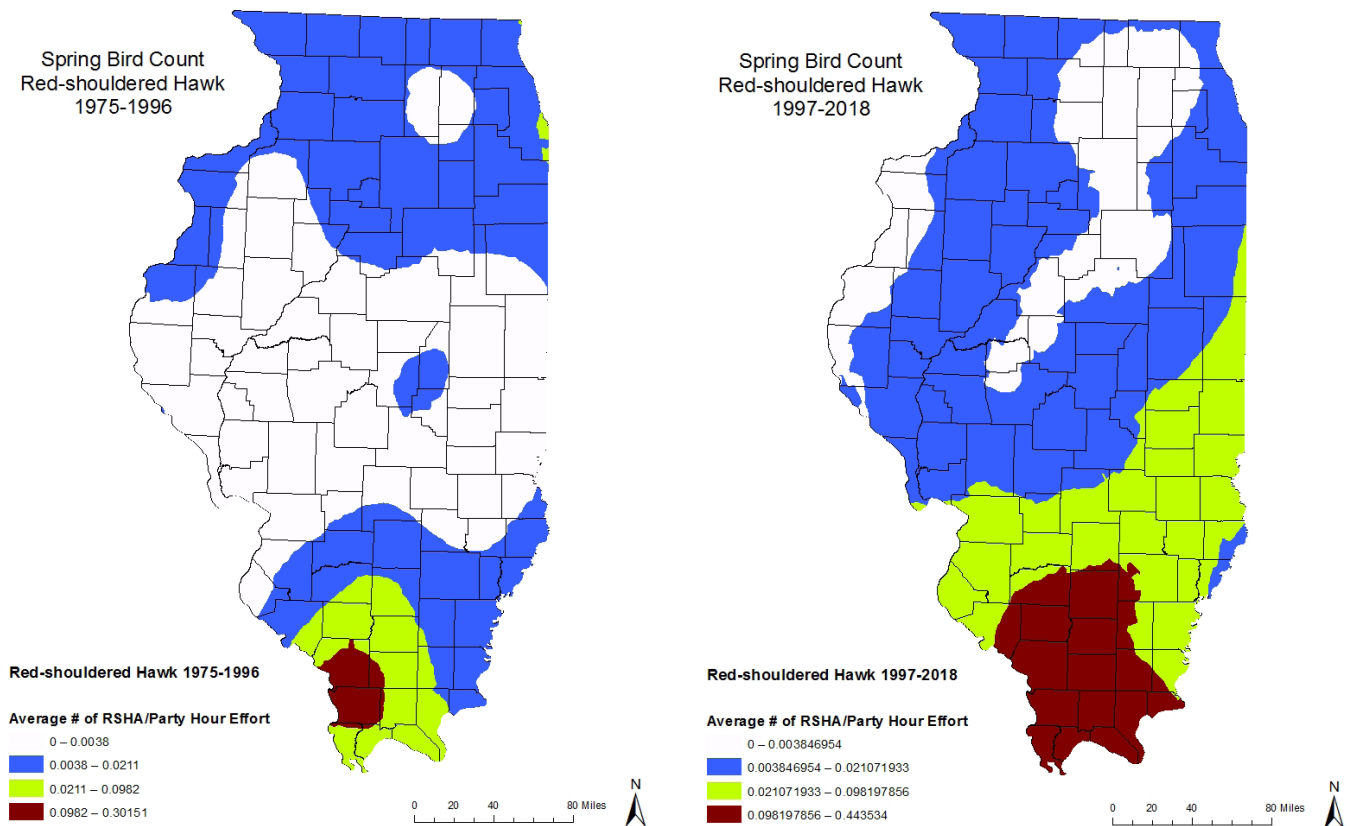 Spring Bird Count
Red-shouldered Hawk
1975-1996
Red-shouldered Hawk 1975-1996
Average # of RSHA/Party Hour Effort
0 – 0.0038
0.0038 – 0.0211
0.0211 – 0.0982
0.0982 – 0.30151
0 40 80 Miles
N
Spring Bird Count
Red-shouldered Hawk
1997-2018
Red-shouldered Hawk 1997-2018
Average # of RSHA/Party Hour Effort
0 – 0.003846954
0.003846954 – 0.021071933
0.021071933 – 0.098197856
0.098197856 – 0.443534
0 20 40 80 Miles
N